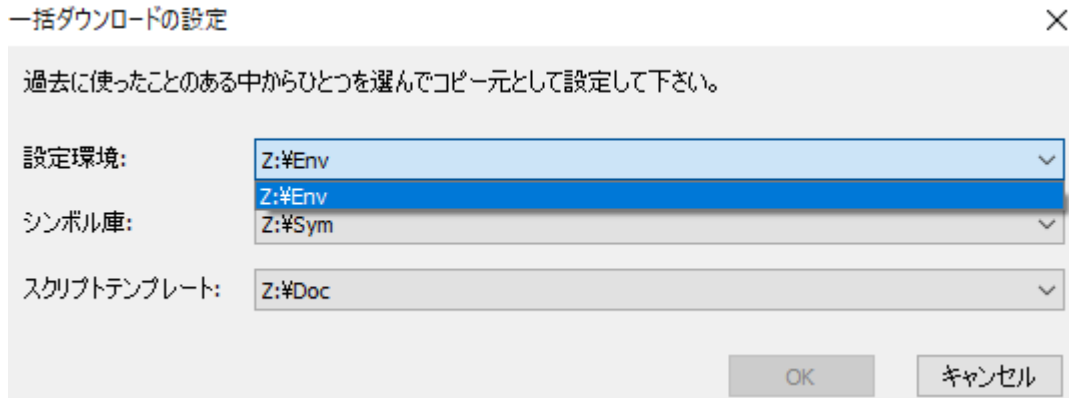 一括ダウンロードの設定
過去に使ったことのある中からひとつを選んでコピー元として設定して下さい。
設定環境: Z:¥Env
Z:¥Env
シンボル庫: Z:¥Sym
スクリプトテンプレート: Z:¥Doc
OK キャンセル